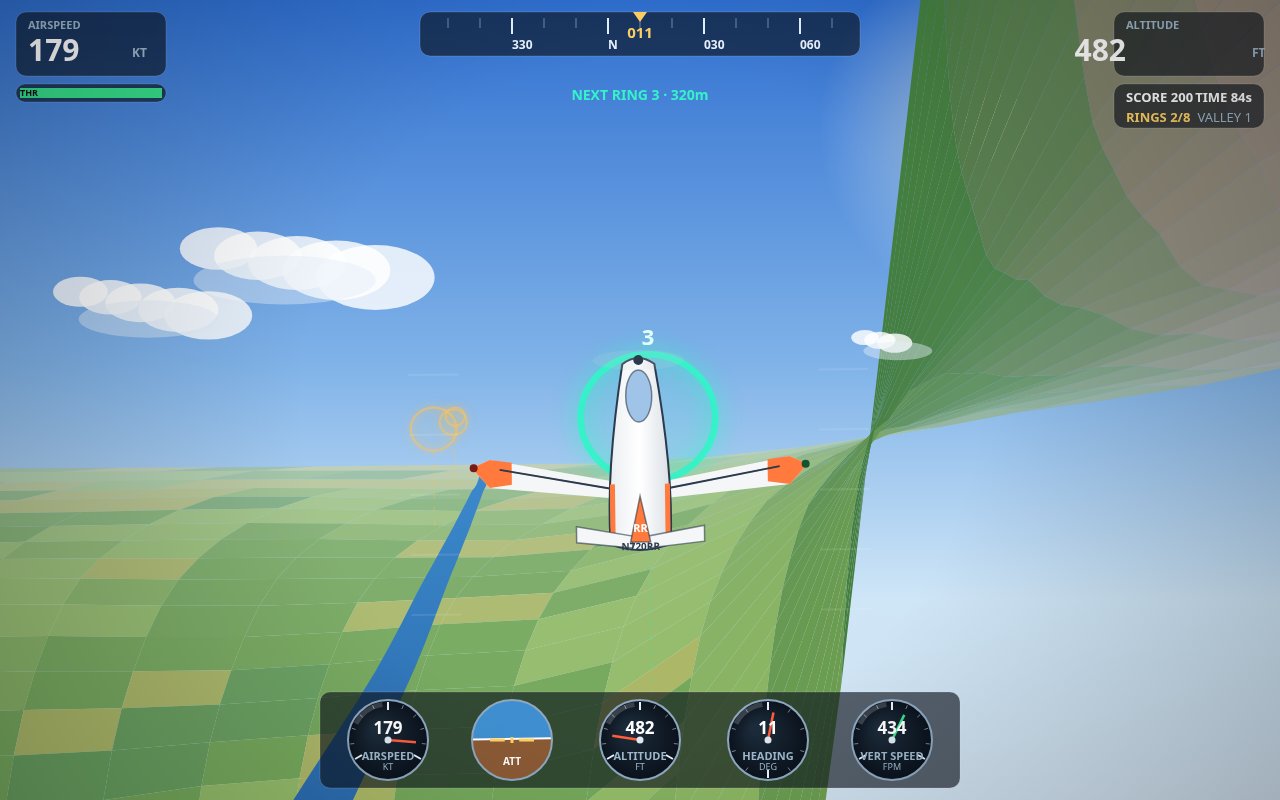 AIRSPEED
179 KT
THR
330 N 011 030 060
NEXT RING 3 · 320m
ALTITUDE
482 FT
SCORE 200 TIME 84s
RINGS 2/8 VALLEY 1
3
RR
N720RR
179
AIRSPEED
KT
ATT
482
ALTITUDE
FT
11
HEADING
DEG
434
VERT SPEED
FPM